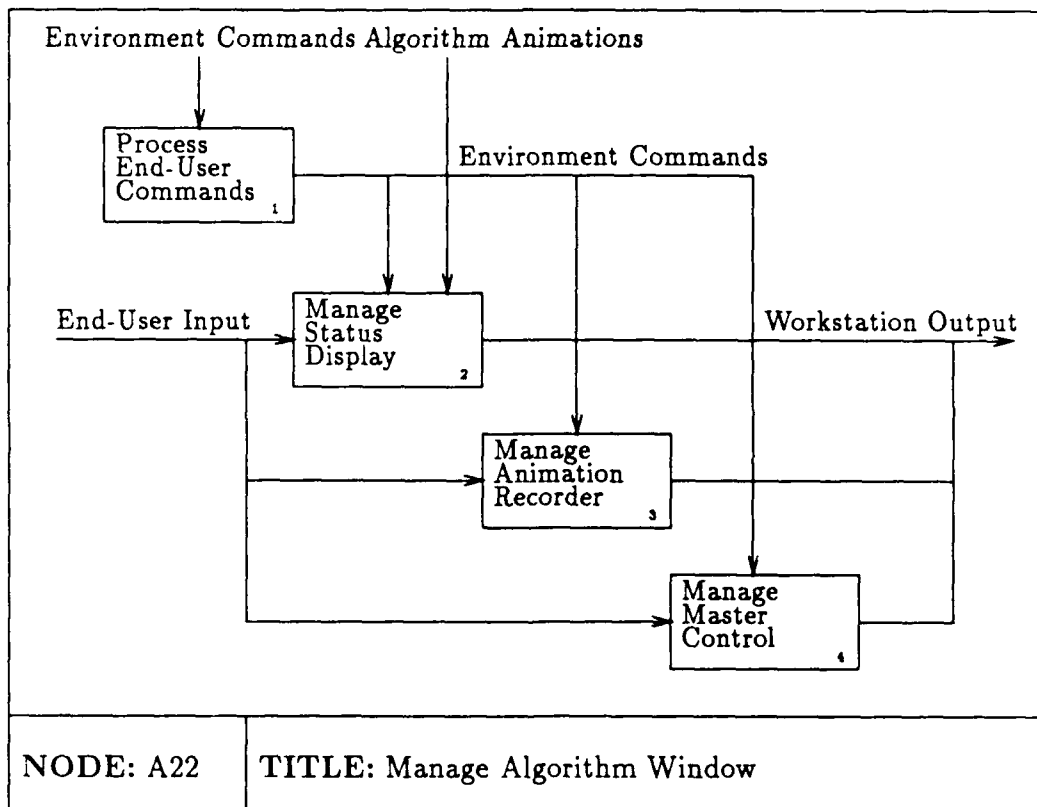 Environment Commands Algorithm Animations
Process
End-User
Commands
1
Environment Commands
End-User Input
Manage
Status
Display
2
Workstation Output
Manage
Animation
Recorder
3
Manage
Master
Control
4
NODE: A22
TITLE: Manage Algorithm Window